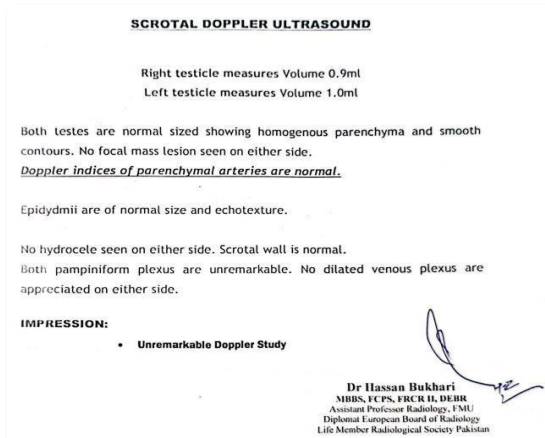 SCROTAL DOPPLER ULTRASOUND
Right testicle measures Volume 0.9ml
Left testicle measures Volume 1.0ml
Both testes are normal sized showing homogenous parenchyma and smooth
contours. No focal mass lesion seen on either side.
Doppler indices of parenchymal arteries are normal.
Epidydmii are of normal size and echotexture.
No hydrocele seen on either side. Scrotal wall is normal.
Both pampiniform plexus are unremarkable. No dilated venous plexus are
appreciated on either side.
IMPRESSION:
• Unremarkable Doppler Study
Dr Hassan Bukhari
MBBS, FCPS, FRCR II, DEBR
Assistant Professor Radiology, FMU
Diplomat European Board of Radiology
Life Member Radiological Society Pakistan